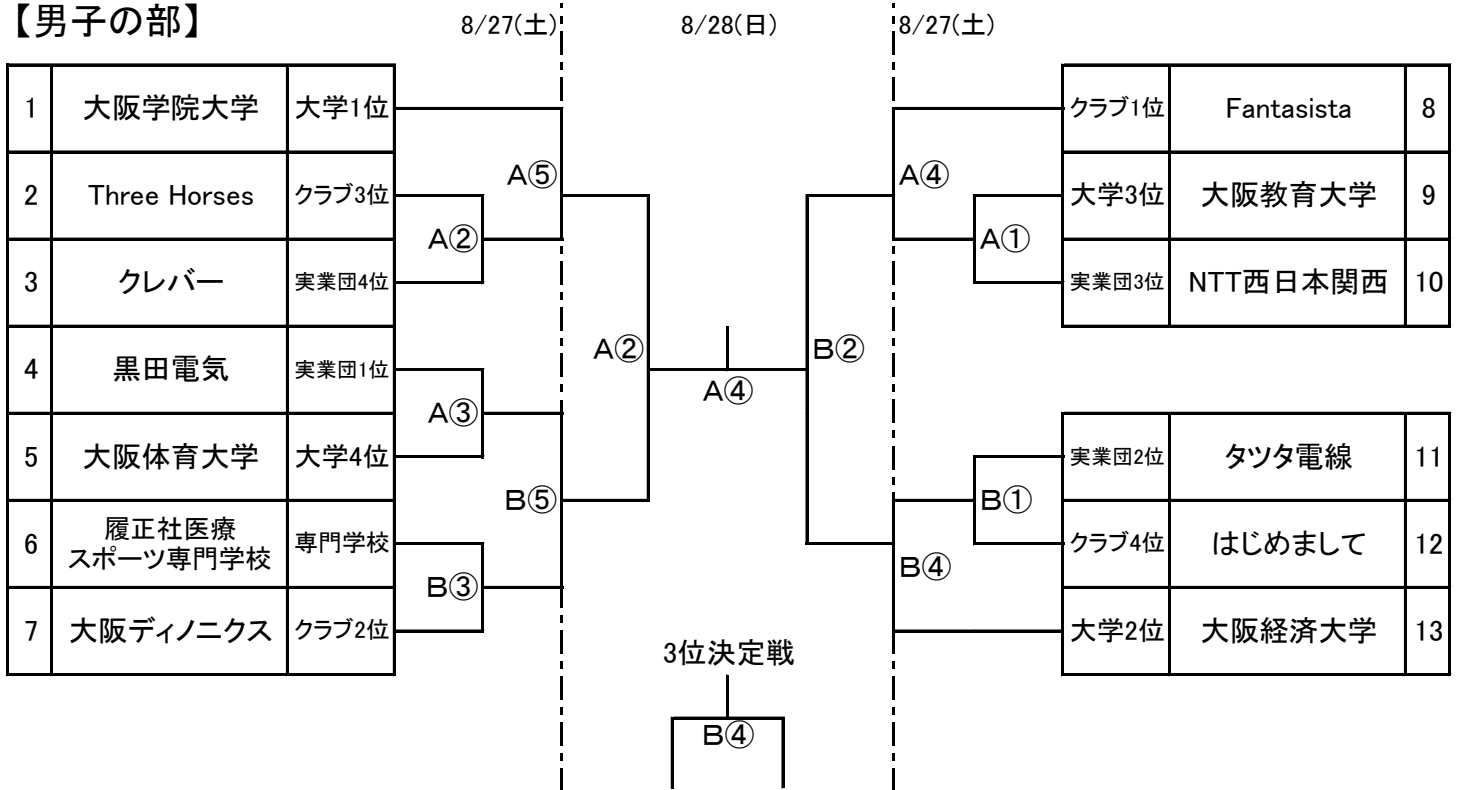 【男子の部】
8/27(土)
8/28(日)
8/27(土)
1 大阪学院大学 大学1位
2 Three Horses クラブ3位
3 クレバー 実業団4位
4 黒田電気 実業団1位
5 大阪体育大学 大学4位
6 履正社医療
スポーツ専門学校 専門学校
7 大阪ディノニクス クラブ2位
A⑤
A②
A③
B⑤
B③
A②
A④
B②
A④
A①
B①
B④
クラブ1位 Fantasista 8
大学3位 大阪教育大学 9
実業団3位 NTT西日本関西 10
実業団2位 タツタ電線 11
クラブ4位 はじめまして 12
大学2位 大阪経済大学 13
3位決定戦
B④